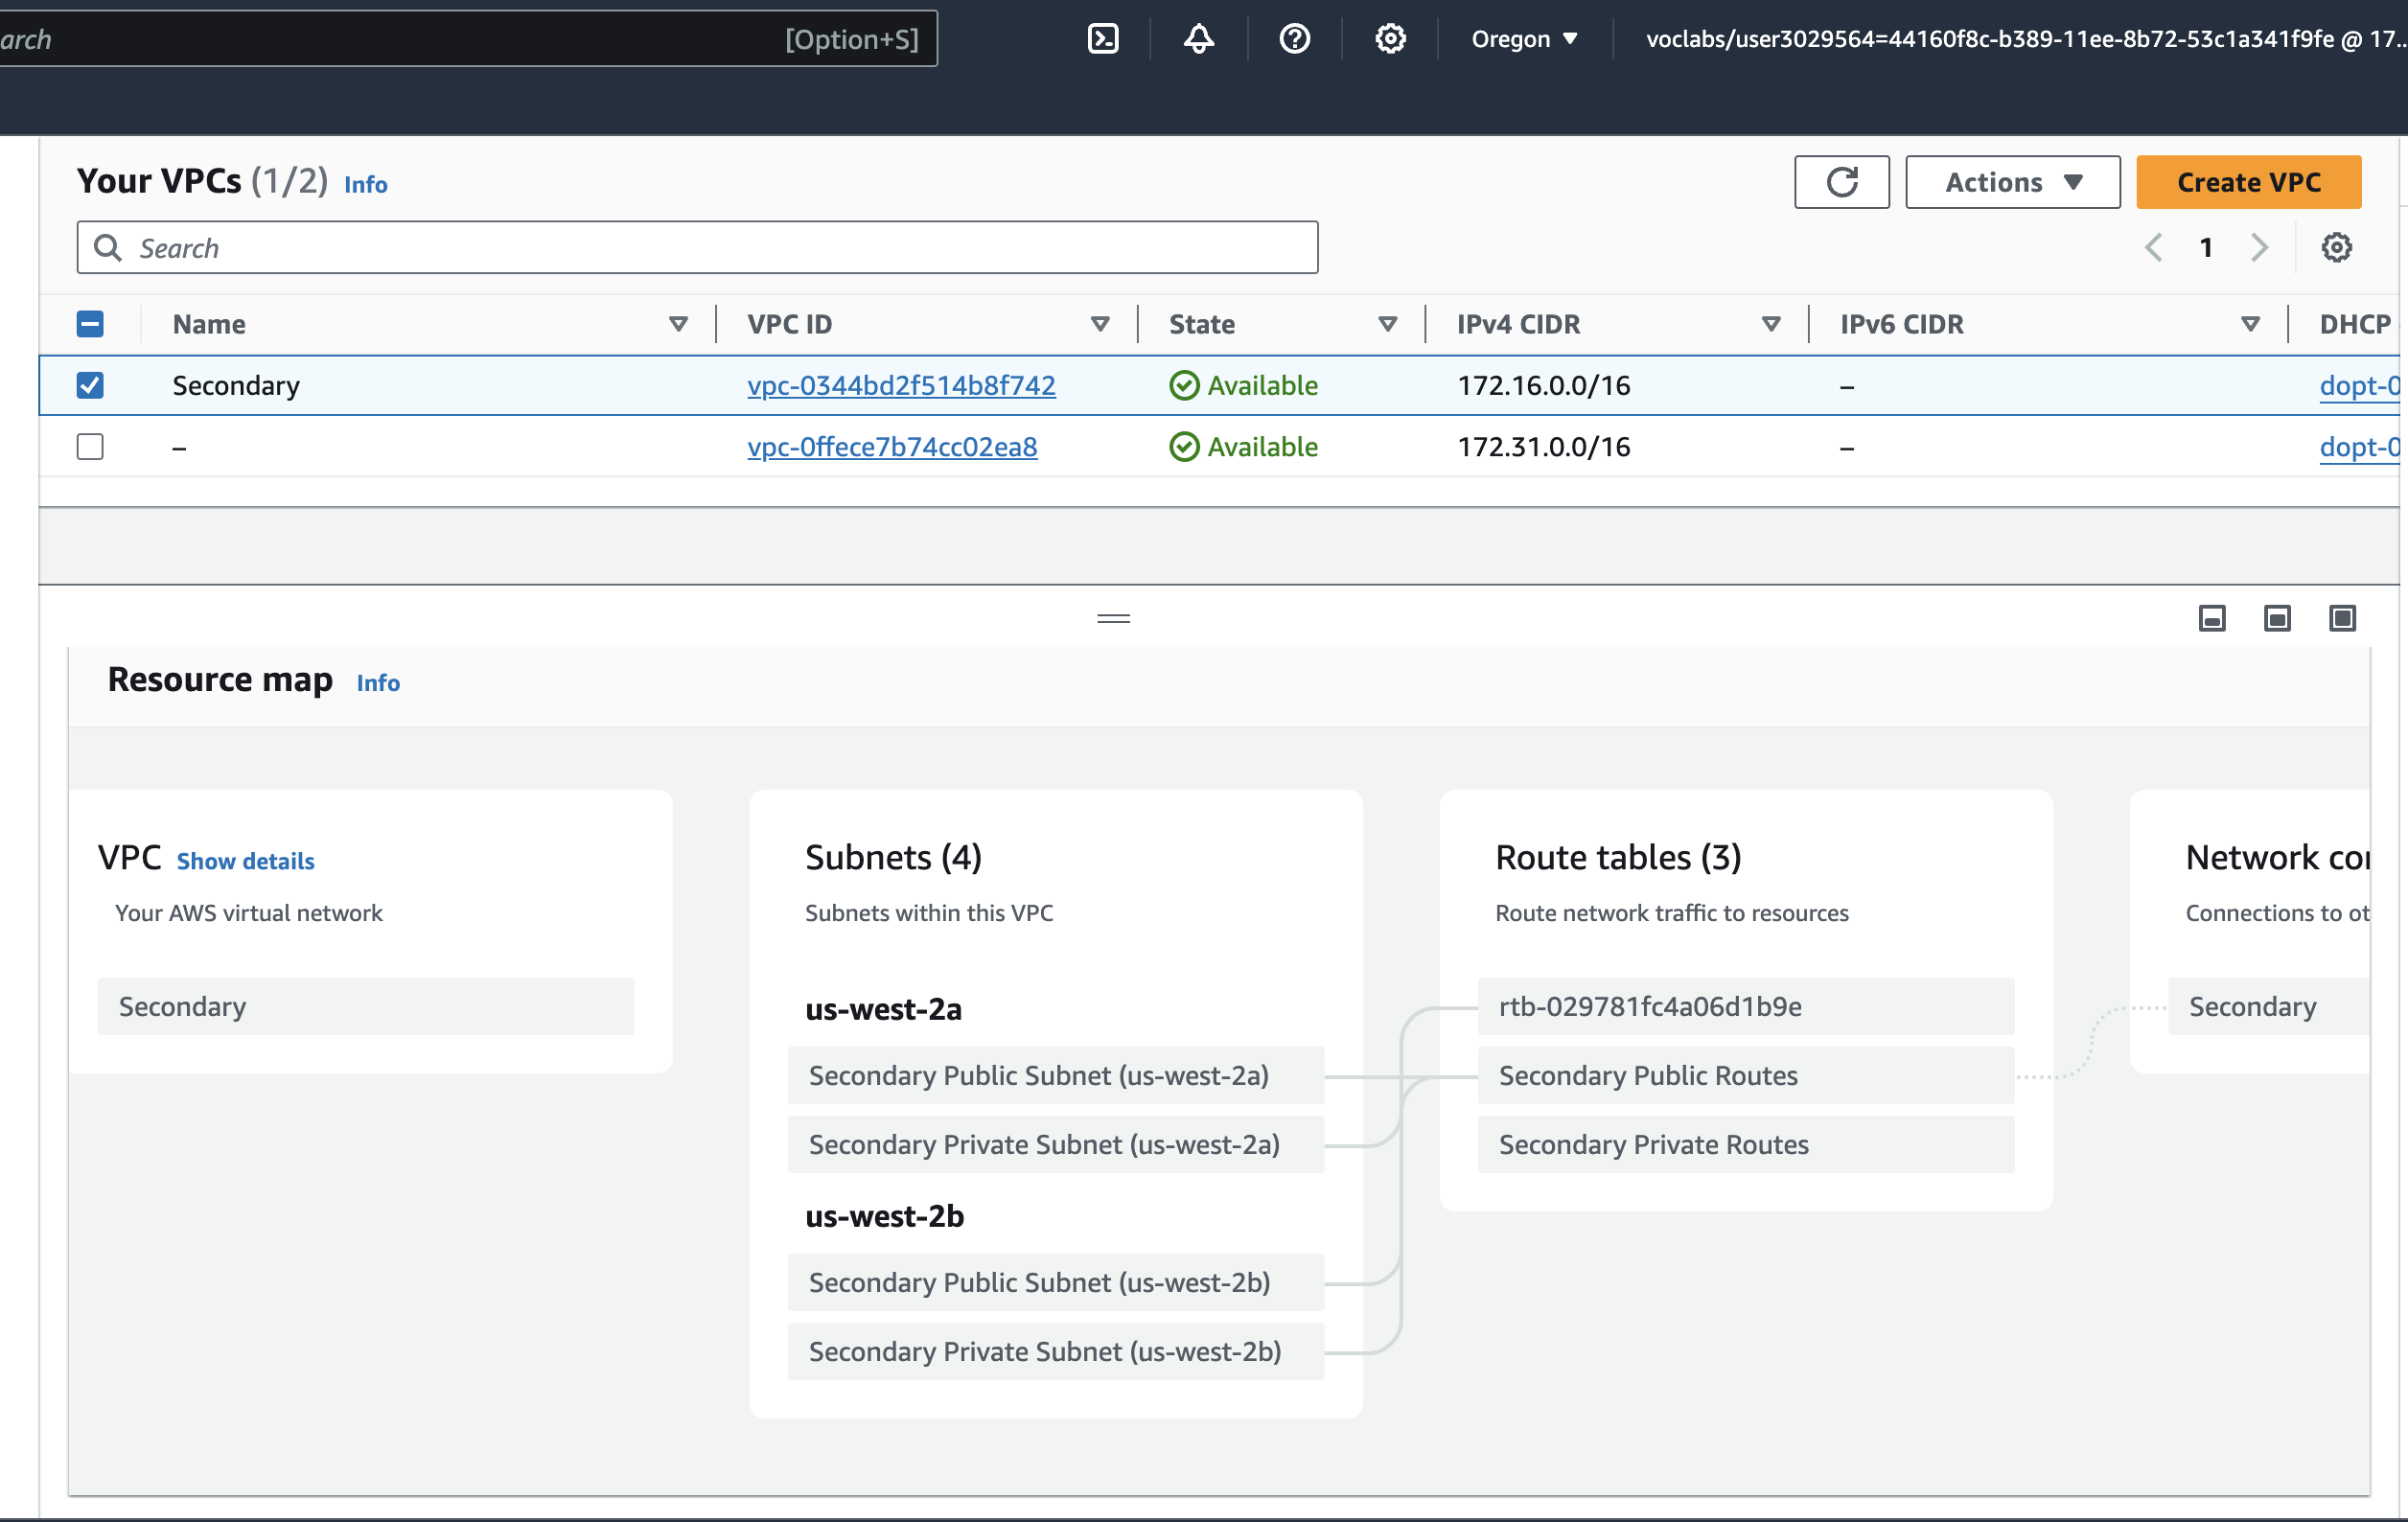 arch [Option+S] Oregon voclabs/user3029564=44160f8c-b389-11ee-8b72-53c1a341f9fe @ 17...
Your VPCs (1/2) Info Actions Create VPC
Search 1
Name VPC ID State IPv4 CIDR IPv6 CIDR DHCP
Secondary vpc-0344bd2f514b8f742 Available 172.16.0.0/16 – dopt-0
– vpc-0ffece7b74cc02ea8 Available 172.31.0.0/16 – dopt-0
Resource map Info
VPC Show details
Your AWS virtual network
Secondary
Subnets (4)
Subnets within this VPC
us-west-2a
Secondary Public Subnet (us-west-2a)
Secondary Private Subnet (us-west-2a)
us-west-2b
Secondary Public Subnet (us-west-2b)
Secondary Private Subnet (us-west-2b)
Route tables (3)
Route network traffic to resources
rtb-029781fc4a06d1b9e
Secondary Public Routes
Secondary Private Routes
Network con
Connections to ot
Secondary